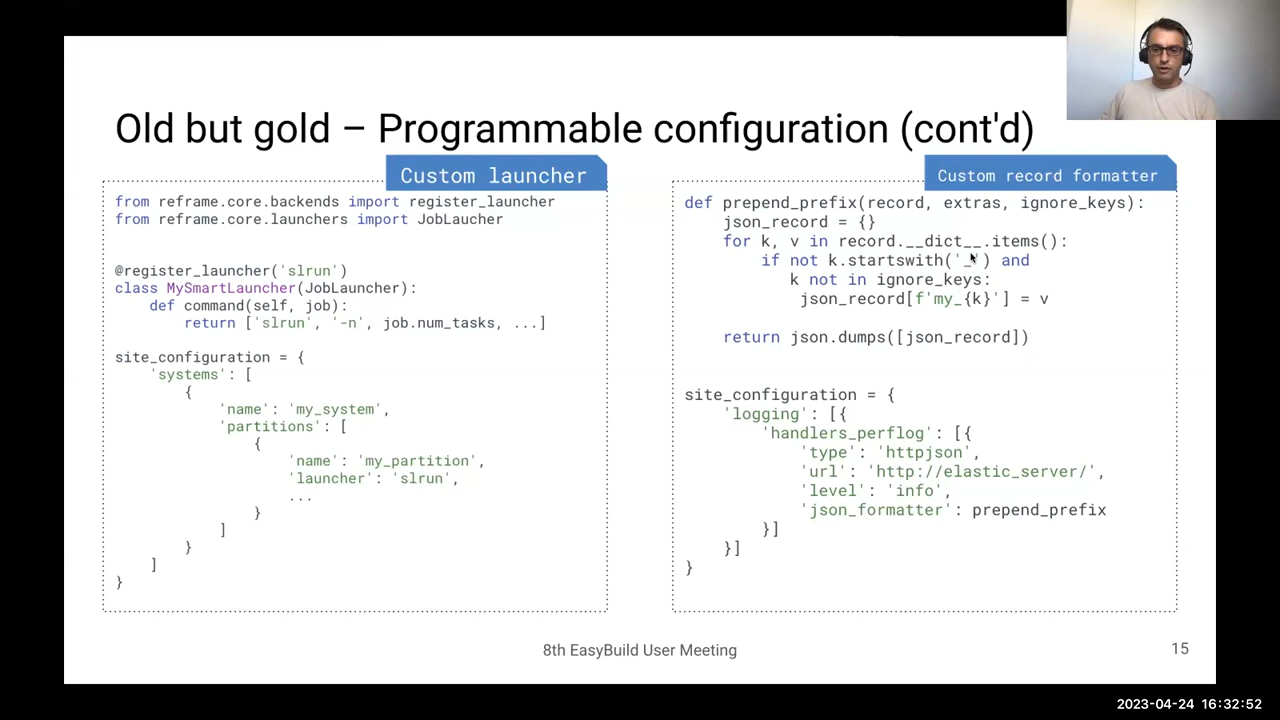 Old but gold – Programmable configuration (cont'd)
Custom launcher
from reframe.core.backends import register_launcher
from reframe.core.launchers import JobLaucher
@register_launcher('slrun')
class MySmartLauncher(JobLauncher):
def command(self, job):
return ['slrun', '-n', job.num_tasks, ...]
site_configuration = {
'systems': [
{
'name': 'my_system',
'partitions': [
{
'name': 'my_partition',
'launcher': 'slrun',
...
}
]
}
]
}
Custom record formatter
def prepend_prefix(record, extras, ignore_keys):
json_record = {}
for k, v in record.__dict__.items():
if not k.startswith('_') and
k not in ignore_keys:
json_record[f'my_{k}'] = v
return json.dumps([json_record])
site_configuration = {
'logging': [{
'handlers_perflog': [{
'type': 'httpjson',
'url': 'http://elastic_server/',
'level': 'info',
'json_formatter': prepend_prefix
}]
}]
}
8th EasyBuild User Meeting
15
2023-04-24 16:32:52